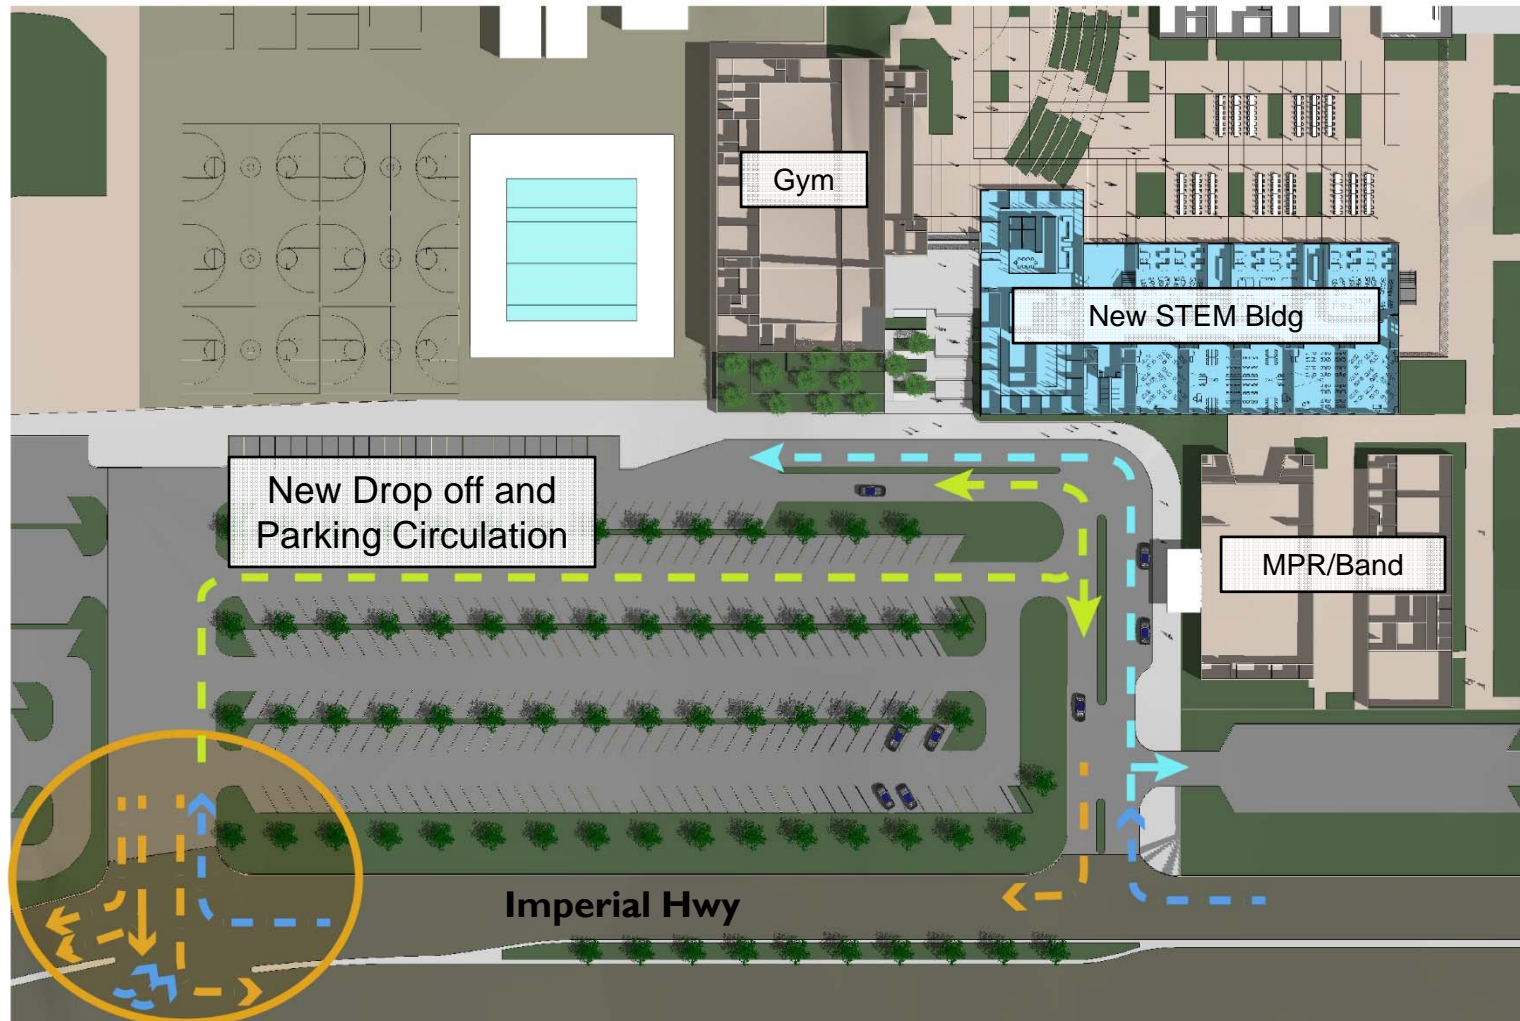 Gym
New STEM Bldg
New Drop off and
Parking Circulation
MPR/Band
Imperial Hwy